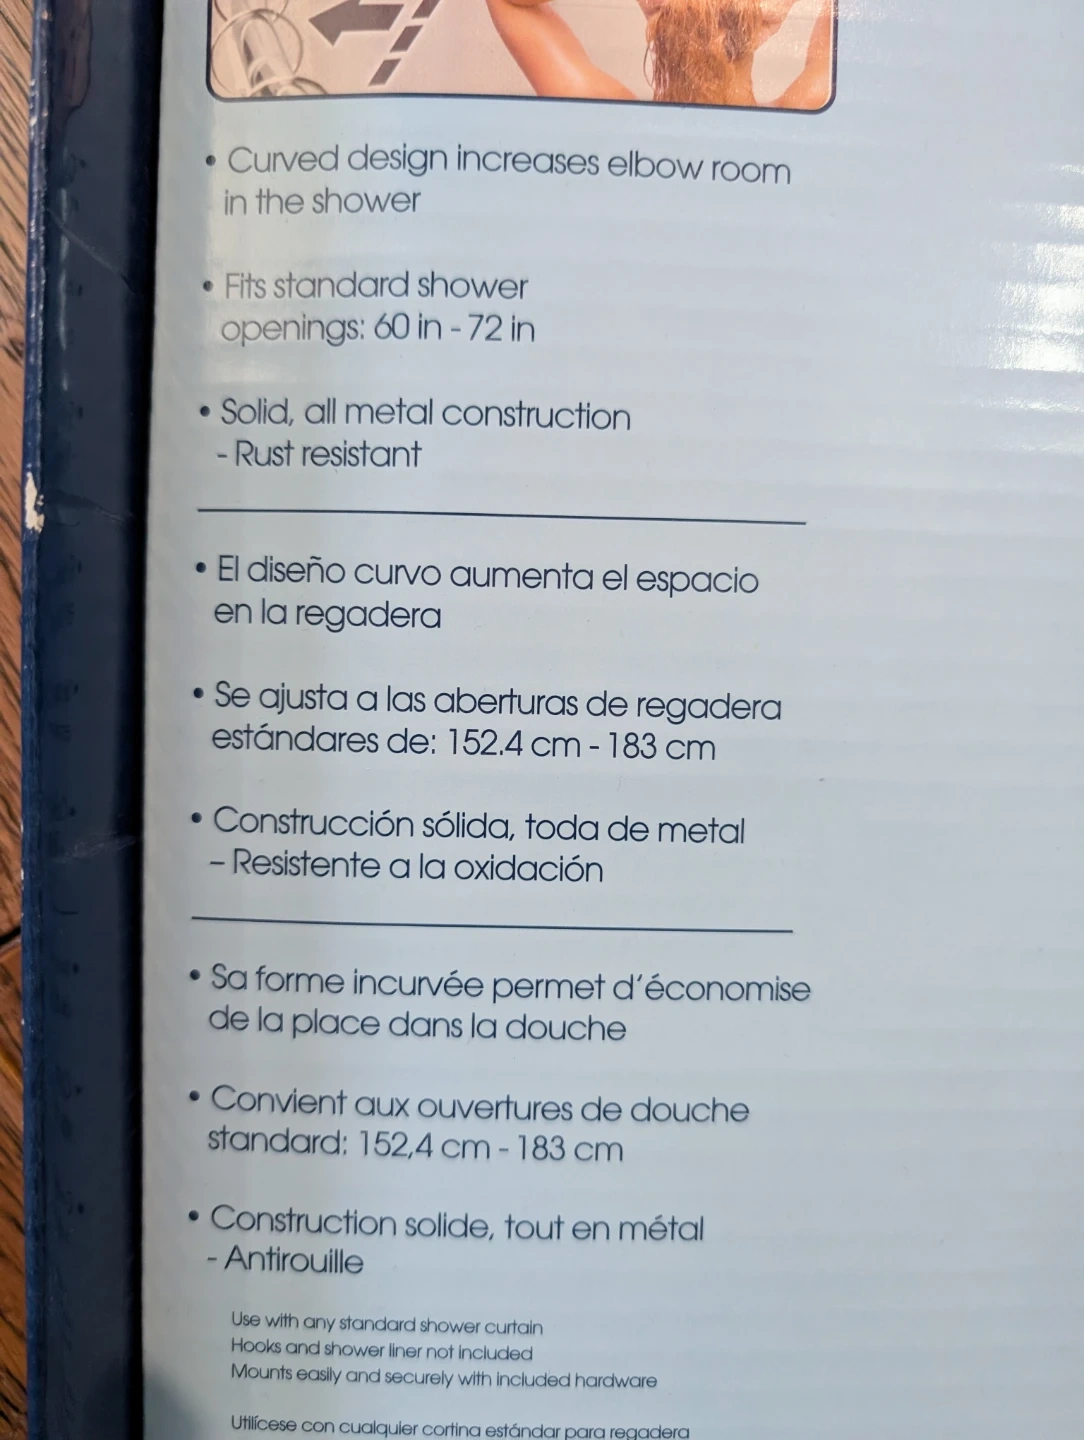 • Curved design increases elbow room
in the shower
• Fits standard shower
openings: 60 in - 72 in
• Solid, all metal construction
- Rust resistant
• El diseño curvo aumenta el espacio
en la regadera
• Se ajusta a las aberturas de regadera
estándares de: 152.4 cm - 183 cm
• Construcción sólida, toda de metal
– Resistente a la oxidación
• Sa forme incurvée permet d'économise
de la place dans la douche
• Convient aux ouvertures de douche
standard: 152,4 cm - 183 cm
• Construction solide, tout en métal
- Antirouille
Use with any standard shower curtain
Hooks and shower liner not included
Mounts easily and securely with included hardware
Utilícese con cualquier cortina estándar para regadera